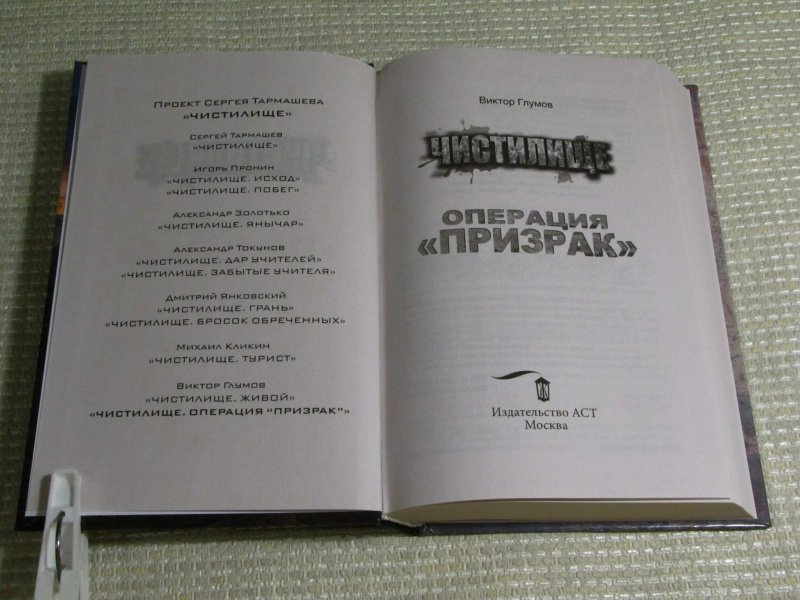 Проект Сергея Тармашева
«ЧИСТИЛИЩЕ»
Сергей Тармашев
«ЧИСТИЛИЩЕ»
Игорь Пронин
«ЧИСТИЛИЩЕ. ИСХОД»
«ЧИСТИЛИЩЕ. ПОБЕГ»
Александр Золотько
«ЧИСТИЛИЩЕ. ЯНЫЧАР»
Александр Токунов
«ЧИСТИЛИЩЕ. ДАР УЧИТЕЛЕЙ»
«ЧИСТИЛИЩЕ. ЗАБЫТЫЕ УЧИТЕЛЯ»
Дмитрий Янковский
«ЧИСТИЛИЩЕ. ГРАНЬ»
«ЧИСТИЛИЩЕ. БРОСОК ОБРЕЧЕННЫХ»
Михаил Кликин
«ЧИСТИЛИЩЕ. ТУРИСТ»
Виктор Глумов
«ЧИСТИЛИЩЕ. ЖИВОЙ»
«ЧИСТИЛИЩЕ. ОПЕРАЦИЯ "ПРИЗРАК"»
Виктор Глумов
ЧИСТИЛИЩЕ
ОПЕРАЦИЯ
«ПРИЗРАК»
Издательство АСТ
Москва